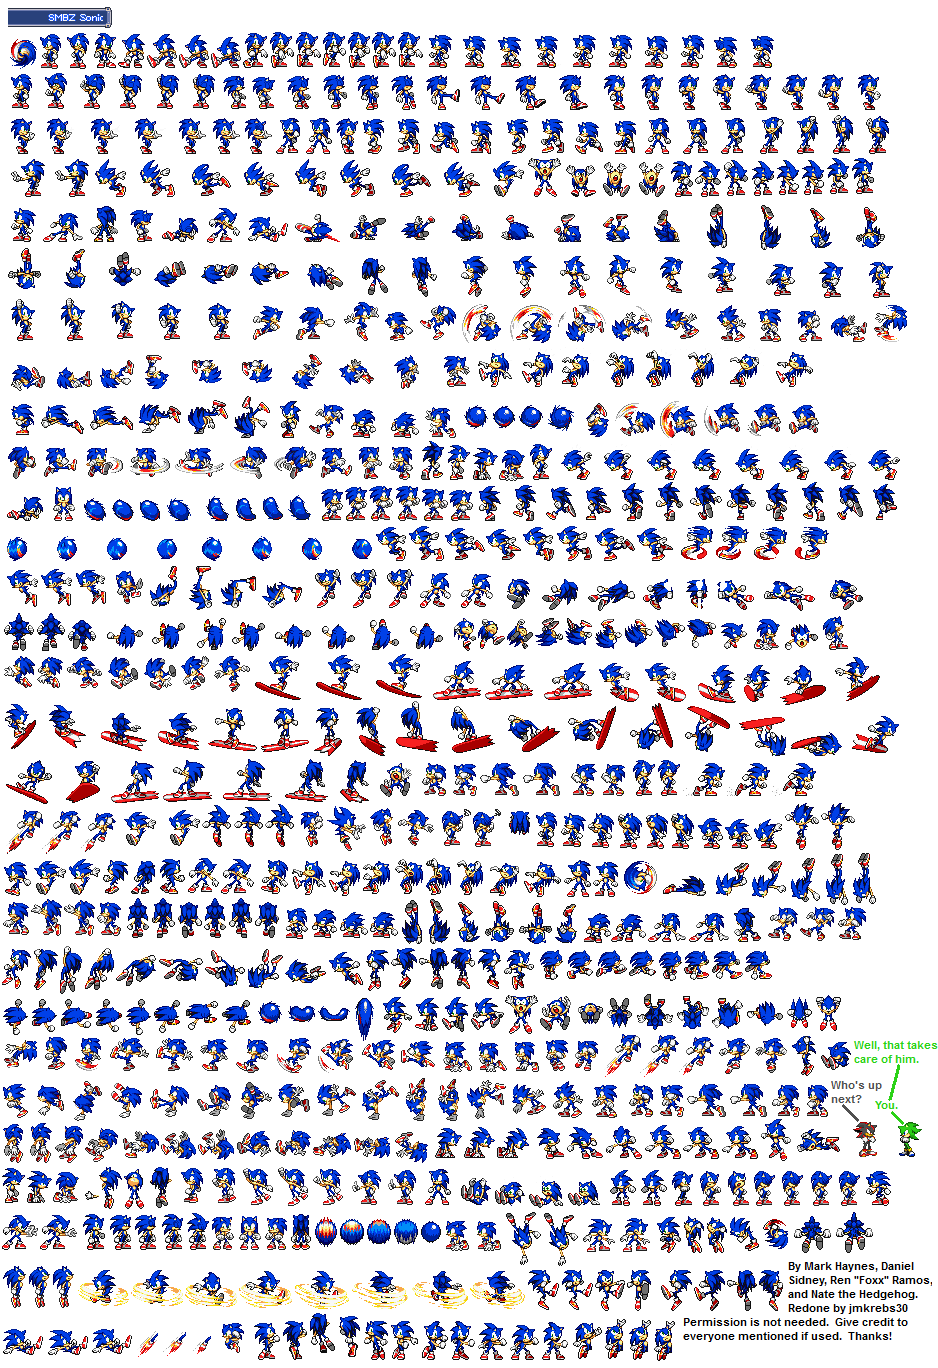 SMBZ Sonic
Well, that takes
care of him.
Who's up
next?
You.
By Mark Haynes, Daniel
Sidney, Ren "Foxx" Ramos,
and Nate the Hedgehog.
Redone by jmkrebs30
Permission is not needed. Give credit to
everyone mentioned if used. Thanks!